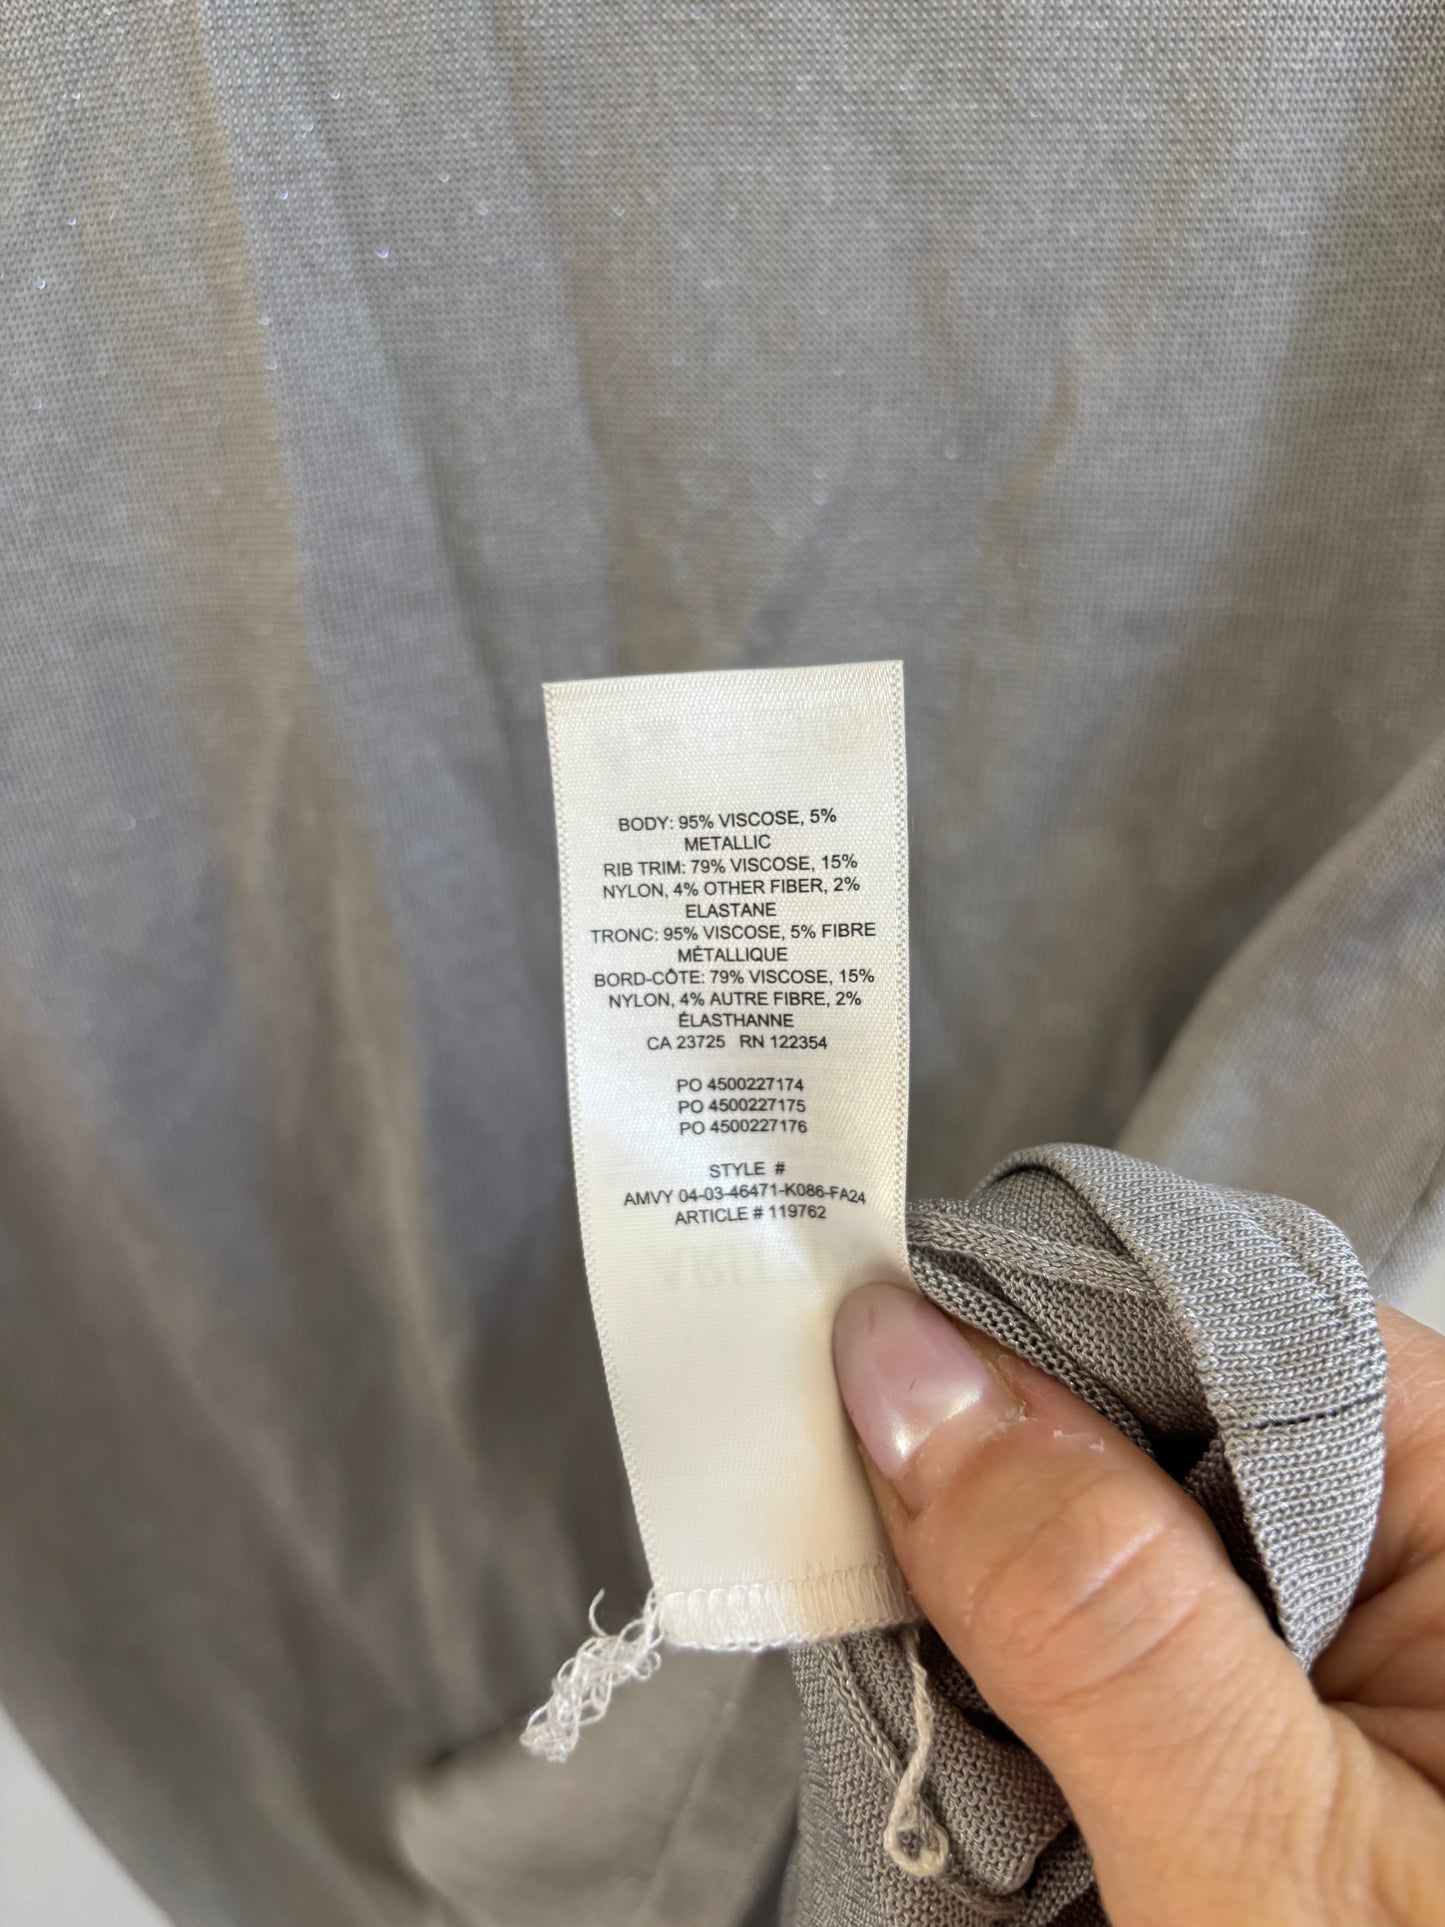 BODY: 95% VISCOSE, 5%
METALLIC
RIB TRIM: 79% VISCOSE, 15%
NYLON, 4% OTHER FIBER, 2%
ELASTANE
TRONC: 95% VISCOSE, 5% FIBRE
MÉTALLIQUE
BORD-CÔTE: 79% VISCOSE, 15%
NYLON, 4% AUTRE FIBRE, 2%
ÉLASTHANNE
CA 23725 RN 122354
PO 4500227174
PO 4500227175
PO 4500227176
STYLE #
AMVY 04-03-46471-K086-FA24
ARTICLE # 119762